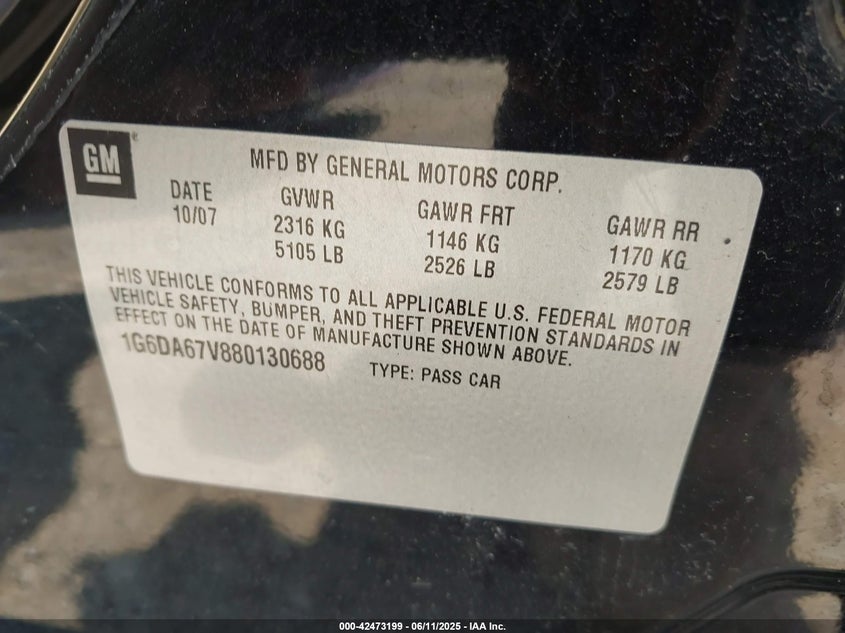 GM
MFD BY GENERAL MOTORS CORP.
DATE GVWR GAWR FRT GAWR RR
10/07 2316 KG 1146 KG 1170 KG
5105 LB 2526 LB 2579 LB
THIS VEHICLE CONFORMS TO ALL APPLICABLE U.S. FEDERAL MOTOR
VEHICLE SAFETY, BUMPER, AND THEFT PREVENTION STANDARDS IN
EFFECT ON THE DATE OF MANUFACTURE SHOWN ABOVE.
1G6DA67V880130688 TYPE: PASS CAR
000-42473199 - 06/11/2025 - IAA Inc.